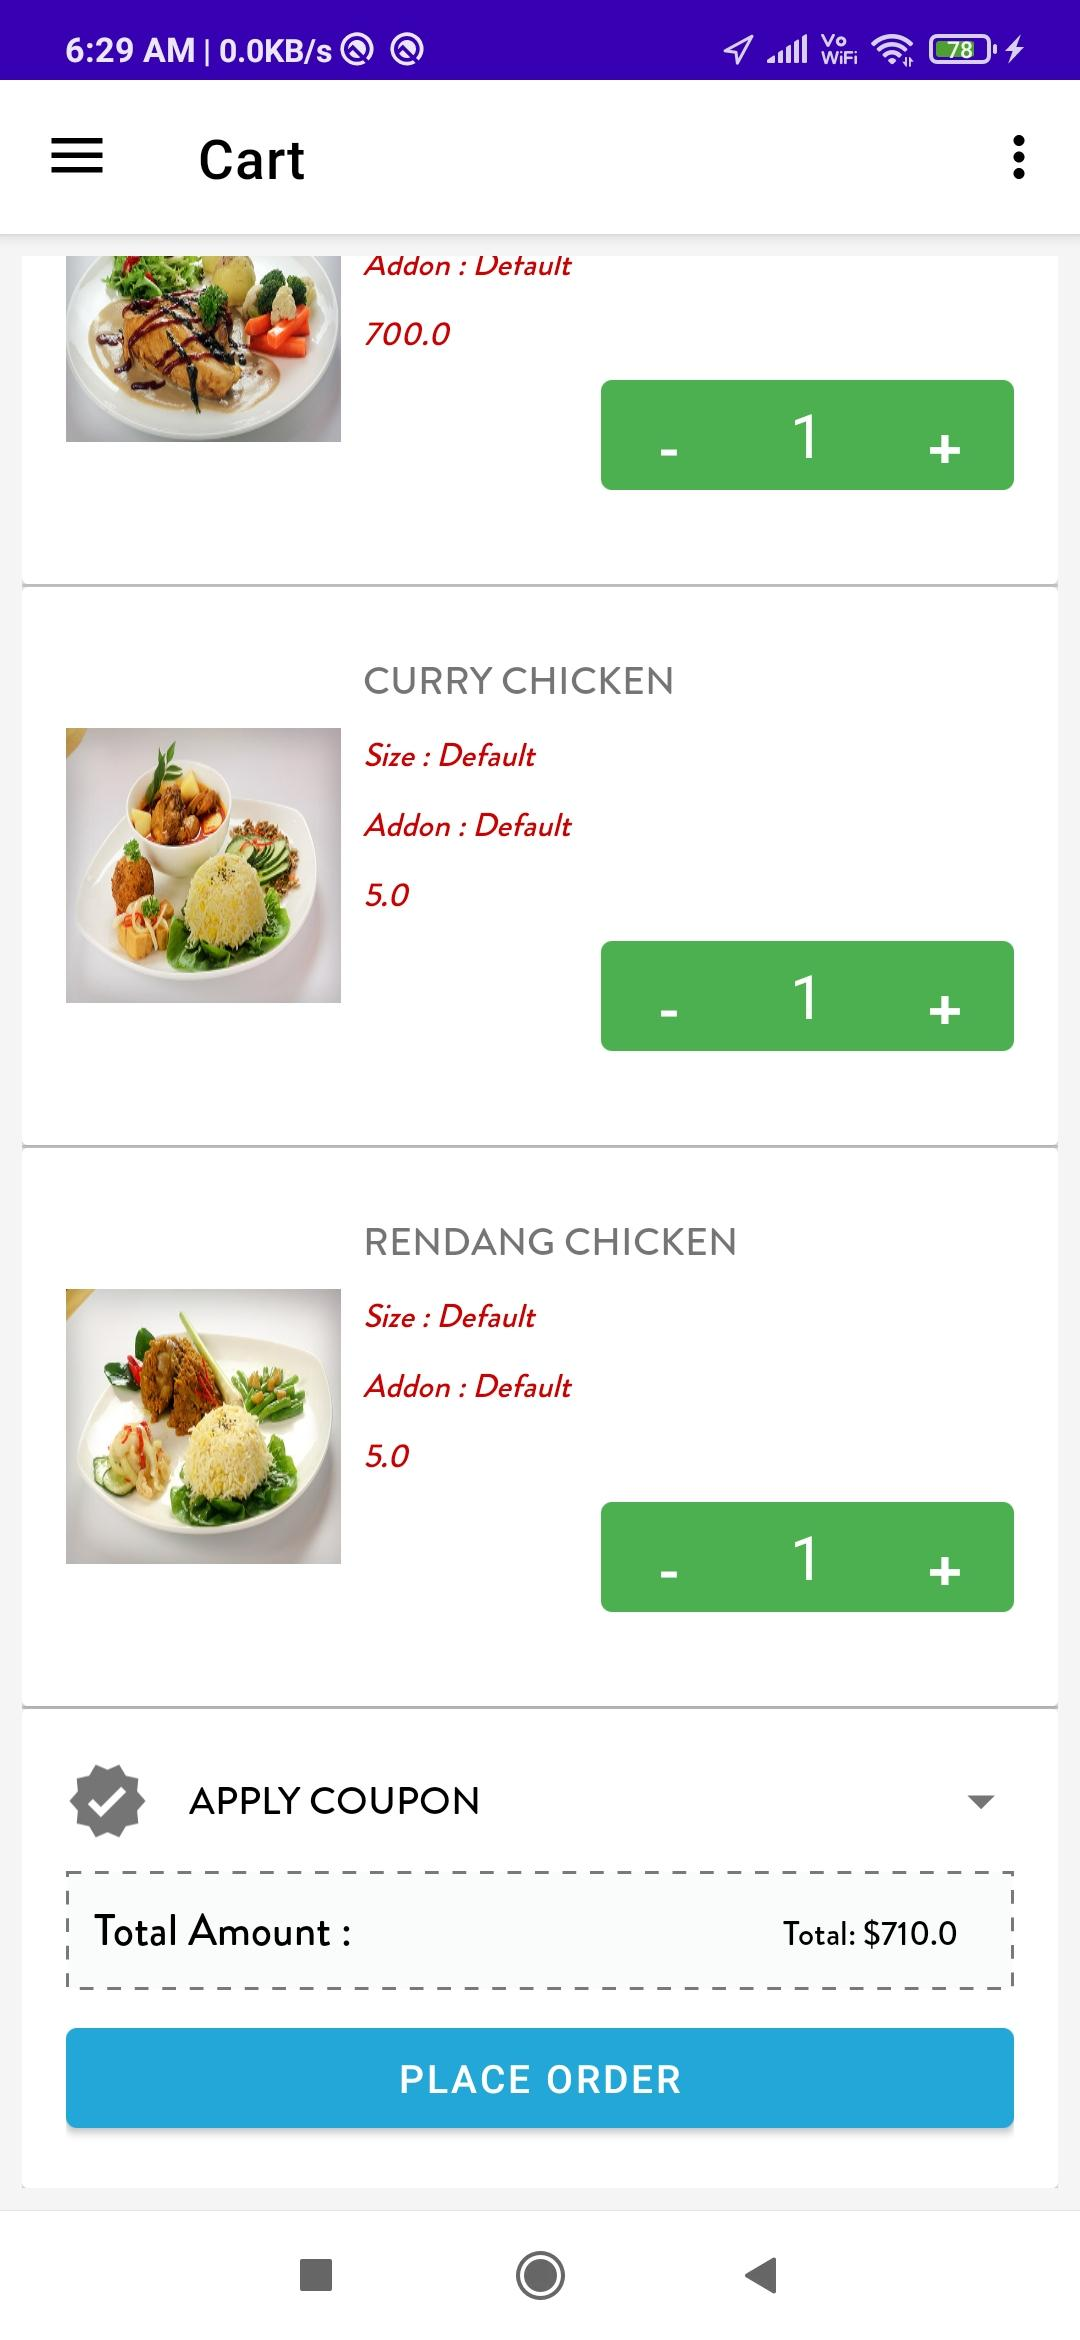 6:29 AM | 0.0KB/s Vo WiFi 78
Cart
Addon : Default
700.0
- 1 +
CURRY CHICKEN
Size : Default
Addon : Default
5.0
- 1 +
RENDANG CHICKEN
Size : Default
Addon : Default
5.0
- 1 +
APPLY COUPON
Total Amount : Total: $710.0
PLACE ORDER